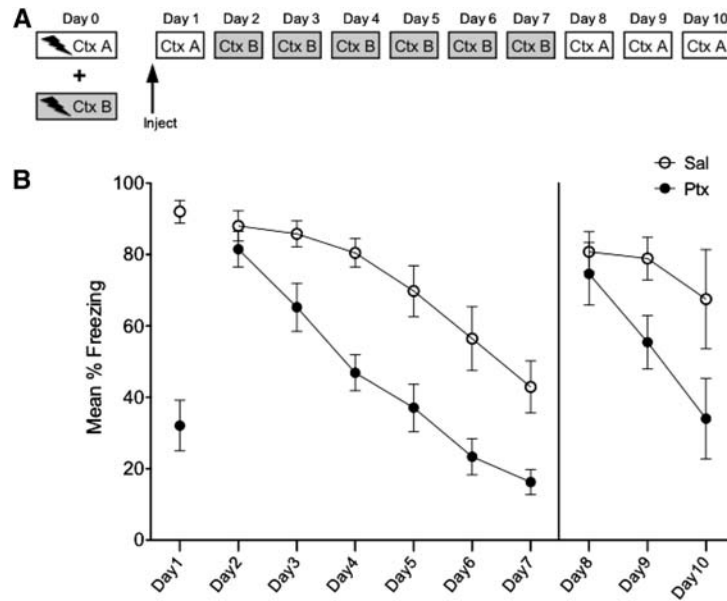 A
Day 0 Day 1 Day 2 Day 3 Day 4 Day 5 Day 6 Day 7 Day 8 Day 9 Day 10
Ctx A Ctx A Ctx B Ctx B Ctx B Ctx B Ctx B Ctx B Ctx A Ctx A Ctx A
+
Ctx B
Inject
B
Sal
Ptx
Mean % Freezing
100
80
60
40
20
0
Day1 Day2 Day3 Day4 Day5 Day6 Day7 Day8 Day9 Day10